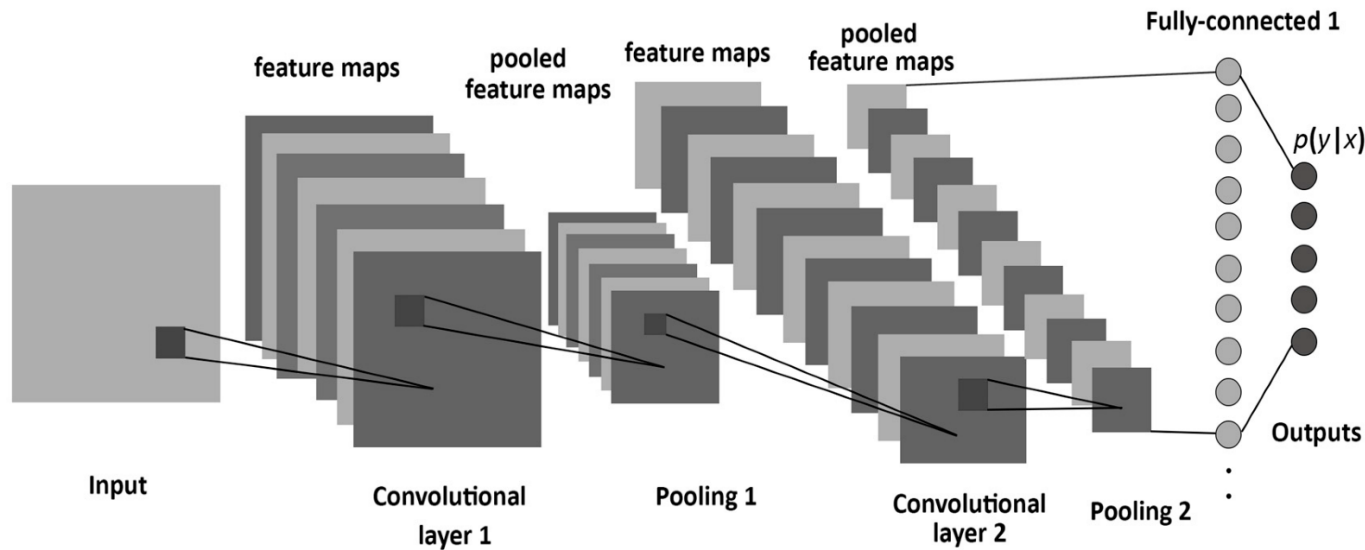 Fully-connected 1
feature maps
pooled
feature maps
feature maps
pooled
feature maps
p(y|x)
Input
Convolutional
layer 1
Pooling 1
Convolutional
layer 2
Pooling 2
Outputs